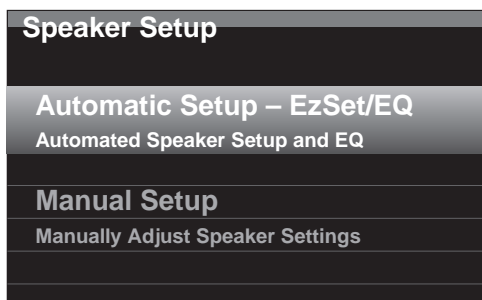 Speaker Setup
Automatic Setup – EzSet/EQ
Automated Speaker Setup and EQ
Manual Setup
Manually Adjust Speaker Settings